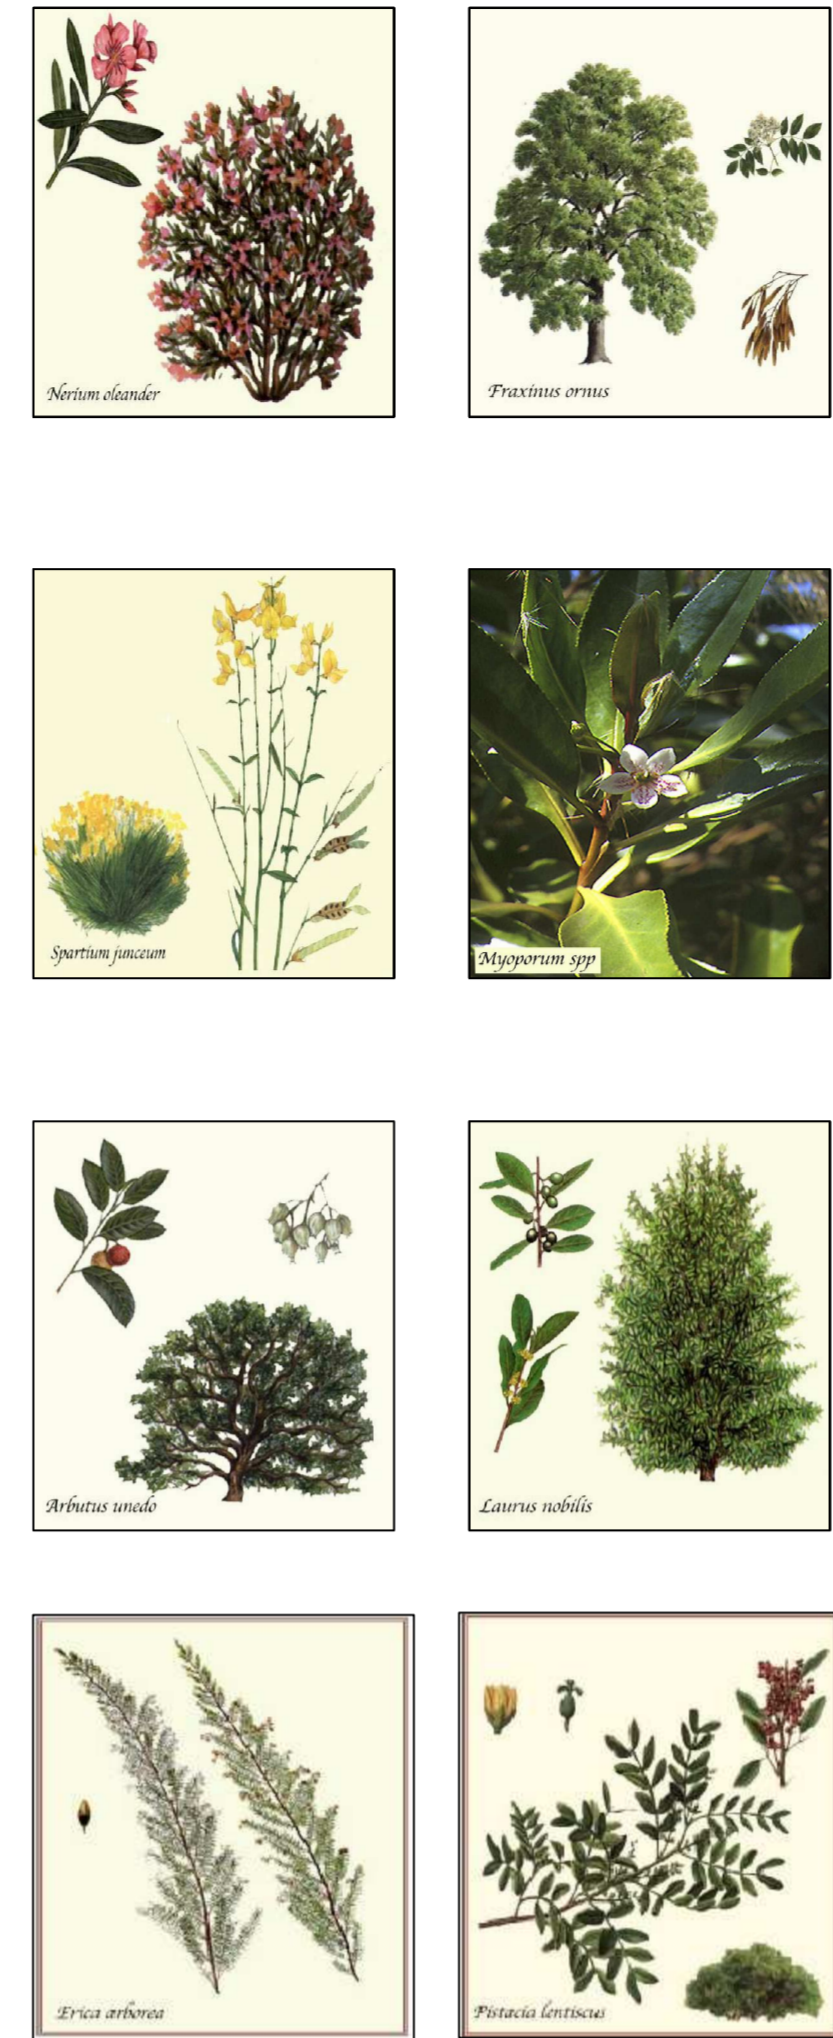 Nerium oleander
Fraxinus ornus
Spartium junceum
Myoporum spp
Arbutus unedo
Laurus nobilis
Erica arborea
Pistacia lentiscus